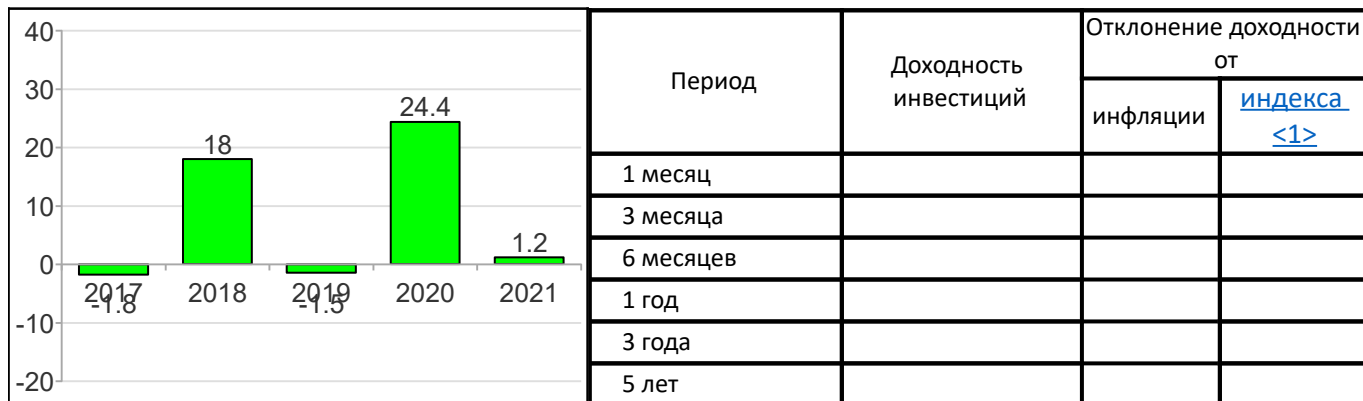 40
30
20
10
0
-10
-20
-1.8
18
-1.5
24.4
1.2
2017
2018
2019
2020
2021
Период
Доходность
инвестиций
Отклонение доходности
от
инфляции
индекса
<1>
1 месяц
3 месяца
6 месяцев
1 год
3 года
5 лет